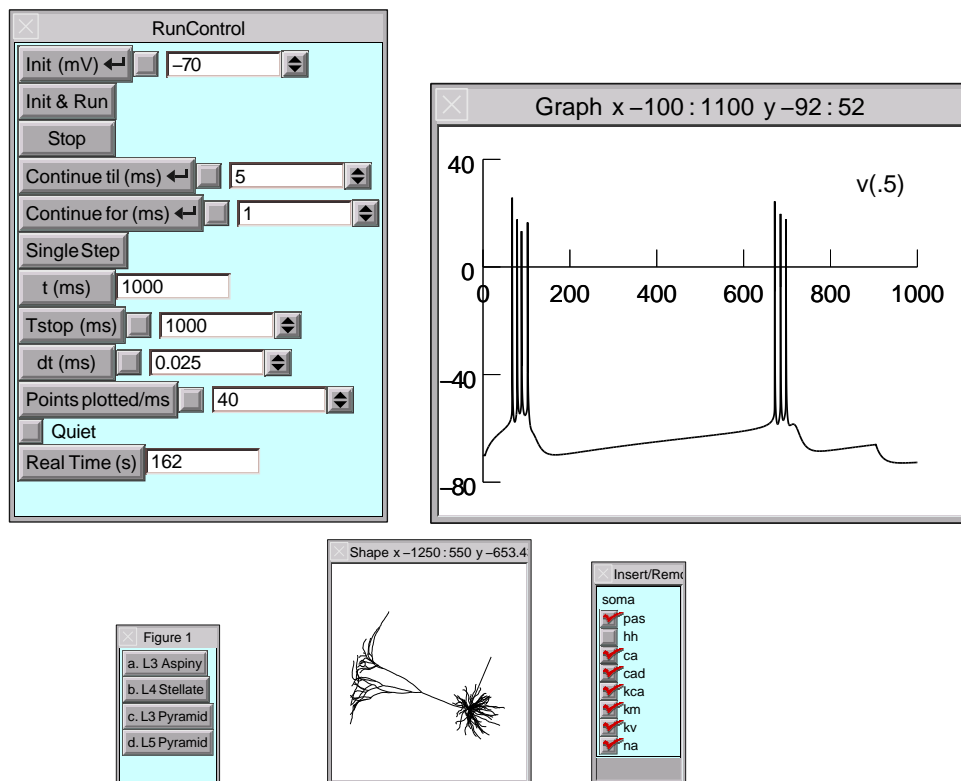 RunControl
Init (mV) –70
Init & Run
Stop
Continue til (ms) 5
Continue for (ms) 1
Single Step
t (ms) 1000
Tstop (ms) 1000
dt (ms) 0.025
Points plotted/ms 40
Quiet
Real Time (s) 162
Graph x –100 : 1100 y –92 : 52
40
v(.5)
0
0 200 400 600 800 1000
–40
–80
Figure 1
a. L3 Aspiny
b. L4 Stellate
c. L3 Pyramid
d. L5 Pyramid
Shape x –1250 : 550 y –653.4
Insert/Remo
soma
pas
hh
ca
cad
kca
km
kv
na